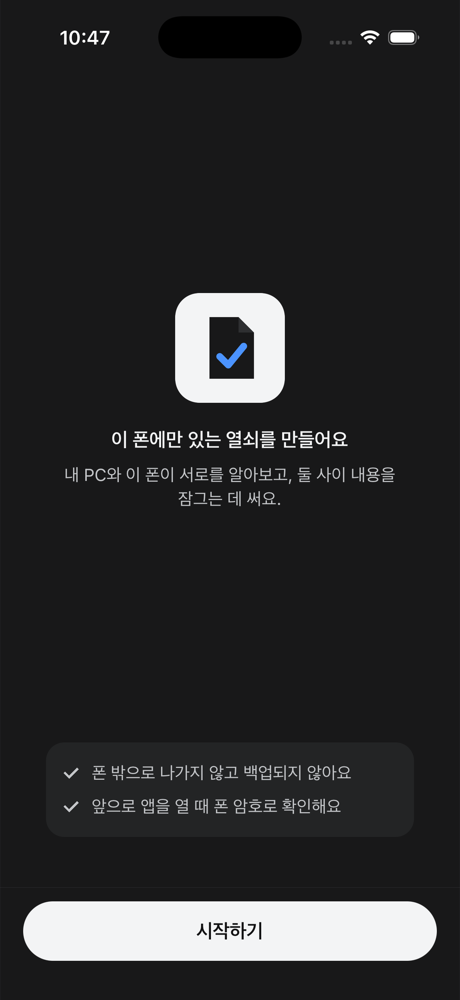 10:47
이 폰에만 있는 열쇠를 만들어요
내 PC와 이 폰이 서로를 알아보고, 둘 사이 내용을
잠그는 데 써요.
폰 밖으로 나가지 않고 백업되지 않아요
앞으로 앱을 열 때 폰 암호로 확인해요
시작하기